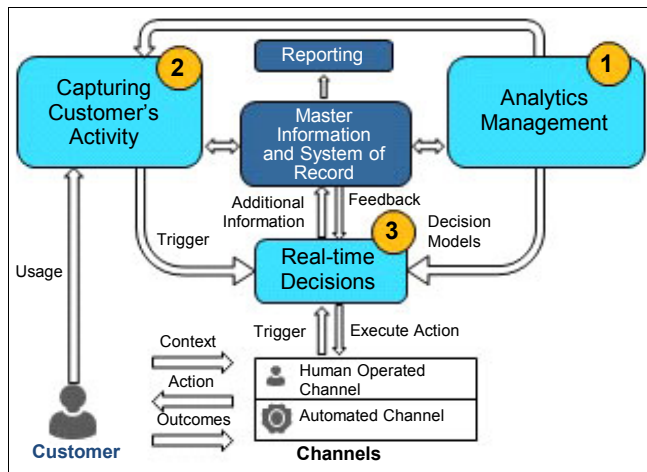 Reporting
2
1
Capturing
Customer's
Activity
Master
Information
and System of
Record
Analytics
Management
Additional
Information
Feedback
3
Decision
Models
Trigger
Real-time
Decisions
Usage
Trigger
Execute Action
Context
Action
Outcomes
Human Operated
Channel
Automated Channel
Customer
Channels